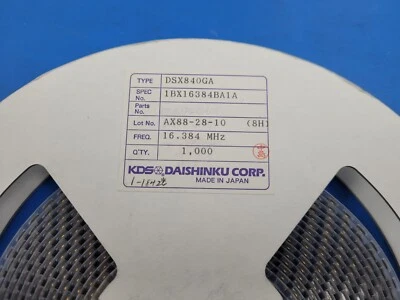 TYPE DSX840GA
SPEC No. 1BX16384BA1A
Parts No.
Lot No. AX88-28-10 (8H)
FREQ. 16.384 MHz
Q'TY. 1,000
KDS DAISHINKU CORP.
MADE IN JAPAN